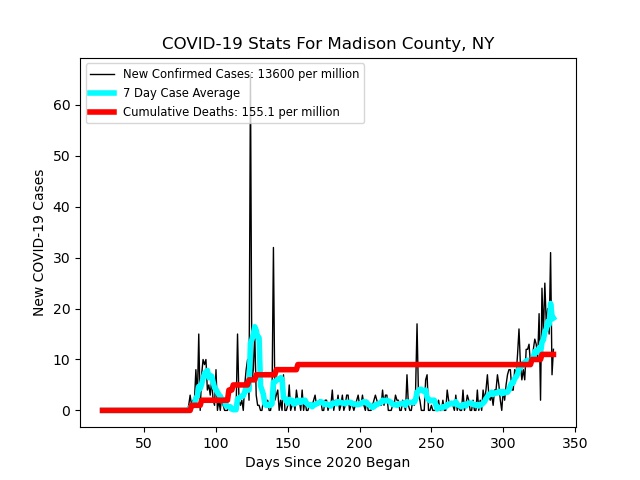 COVID-19 Stats For Madison County, NY
New Confirmed Cases: 13600 per million
7 Day Case Average
Cumulative Deaths: 155.1 per million
New COVID-19 Cases
60
50
40
30
20
10
0
50
100
150
200
250
300
350
Days Since 2020 Began